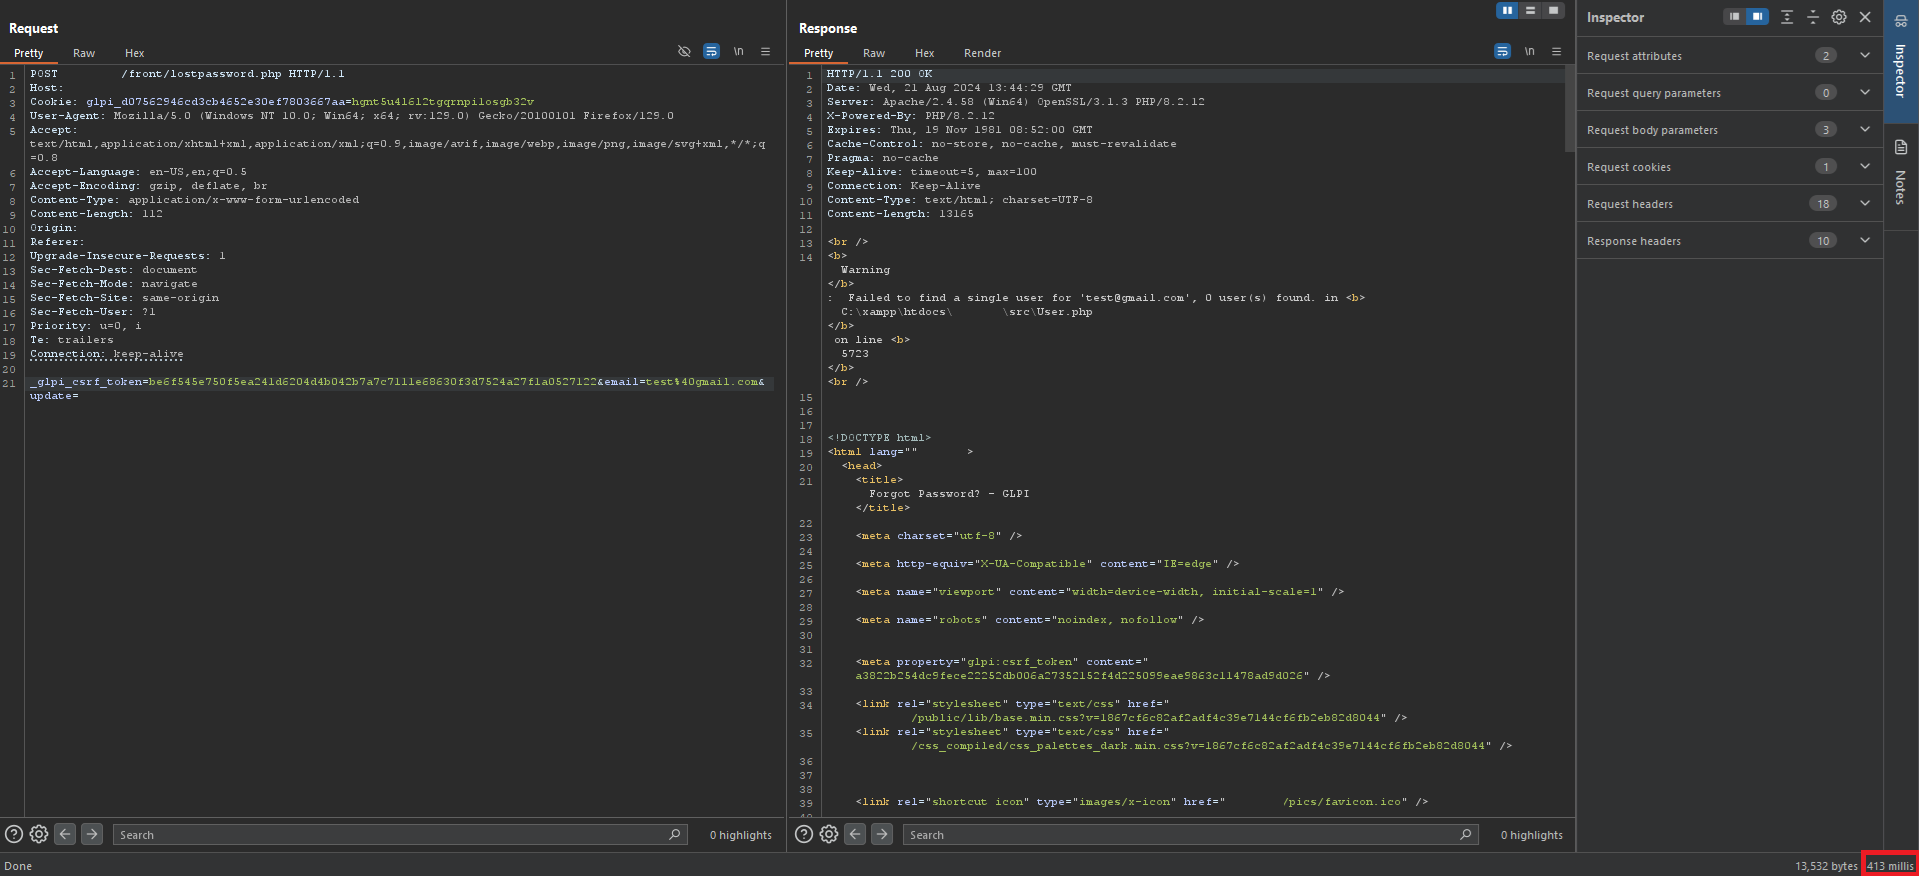 Request
Pretty Raw Hex
\n
1 POST /front/lostpassword.php HTTP/1.1
2 Host:
3 Cookie: glpi_d07562946cd3cb4652e30ef7803667aa=hgnt5u41612tgqrnpilosgb32v
4 User-Agent: Mozilla/5.0 (Windows NT 10.0; Win64; x64; rv:129.0) Gecko/20100101 Firefox/129.0
5 Accept:
text/html,application/xhtml+xml,application/xml;q=0.9,image/avif,image/webp,image/png,image/svg+xml,*/*;q
=0.8
6 Accept-Language: en-US,en;q=0.5
7 Accept-Encoding: gzip, deflate, br
8 Content-Type: application/x-www-form-urlencoded
9 Content-Length: 112
10 Origin:
11 Referer:
12 Upgrade-Insecure-Requests: 1
13 Sec-Fetch-Dest: document
14 Sec-Fetch-Mode: navigate
15 Sec-Fetch-Site: same-origin
16 Sec-Fetch-User: ?1
17 Priority: u=0, i
18 Te: trailers
19 Connection: keep-alive
20
21 _glpi_csrf_token=be6f545e750f5ea241d6204d4b042b7a7c7111e68630f3d7524a27f1a0527122&email=test%40gmail.com&
update=
Search
0 highlights
Response
Pretty Raw Hex Render
\n
1 HTTP/1.1 200 OK
2 Date: Wed, 21 Aug 2024 13:44:29 GMT
3 Server: Apache/2.4.58 (Win64) OpenSSL/3.1.3 PHP/8.2.12
4 X-Powered-By: PHP/8.2.12
5 Expires: Thu, 19 Nov 1981 08:52:00 GMT
6 Cache-Control: no-store, no-cache, must-revalidate
7 Pragma: no-cache
8 Keep-Alive: timeout=5, max=100
9 Connection: Keep-Alive
10 Content-Type: text/html; charset=UTF-8
11 Content-Length: 13165
12
13 <br />
14 <b>
Warning
</b>
: Failed to find a single user for 'test@gmail.com', 0 user(s) found. in <b>
C:\xampp\htdocs\ \src\User.php
</b>
on line <b>
5723
</b>
<br />
15
16
17
18 <!DOCTYPE html>
19 <html lang="" >
20 <head>
21 <title>
Forgot Password? - GLPI
</title>
22
23 <meta charset="utf-8" />
24
25 <meta http-equiv="X-UA-Compatible" content="IE=edge" />
26
27 <meta name="viewport" content="width=device-width, initial-scale=1" />
28
29 <meta name="robots" content="noindex, nofollow" />
30
31
32 <meta property="glpi:csrf_token" content="
a3822b254dc9fece22252db006a27352152f4d225099eae9863c11478ad9d026" />
33
34 <link rel="stylesheet" type="text/css" href="
/public/lib/base.min.css?v=1867cf6c82af2adf4c39e7144cf6fb2eb82d8044" />
35 <link rel="stylesheet" type="text/css" href="
/css_compiled/css_palettes_dark.min.css?v=1867cf6c82af2adf4c39e7144cf6fb2eb82d8044" />
36
37
38
39 <link rel="shortcut icon" type="images/x-icon" href=" /pics/favicon.ico" />
Search
0 highlights
Inspector
Request attributes 2
Request query parameters 0
Request body parameters 3
Request cookies 1
Request headers 18
Response headers 10
Inspector
Notes
Done
13,532 bytes
413 millis